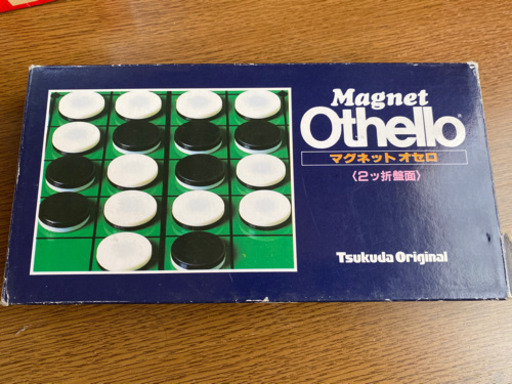 Magnet
Othello®
マグネット オセロ
〈2ッ折盤面〉
Tsukuda Original